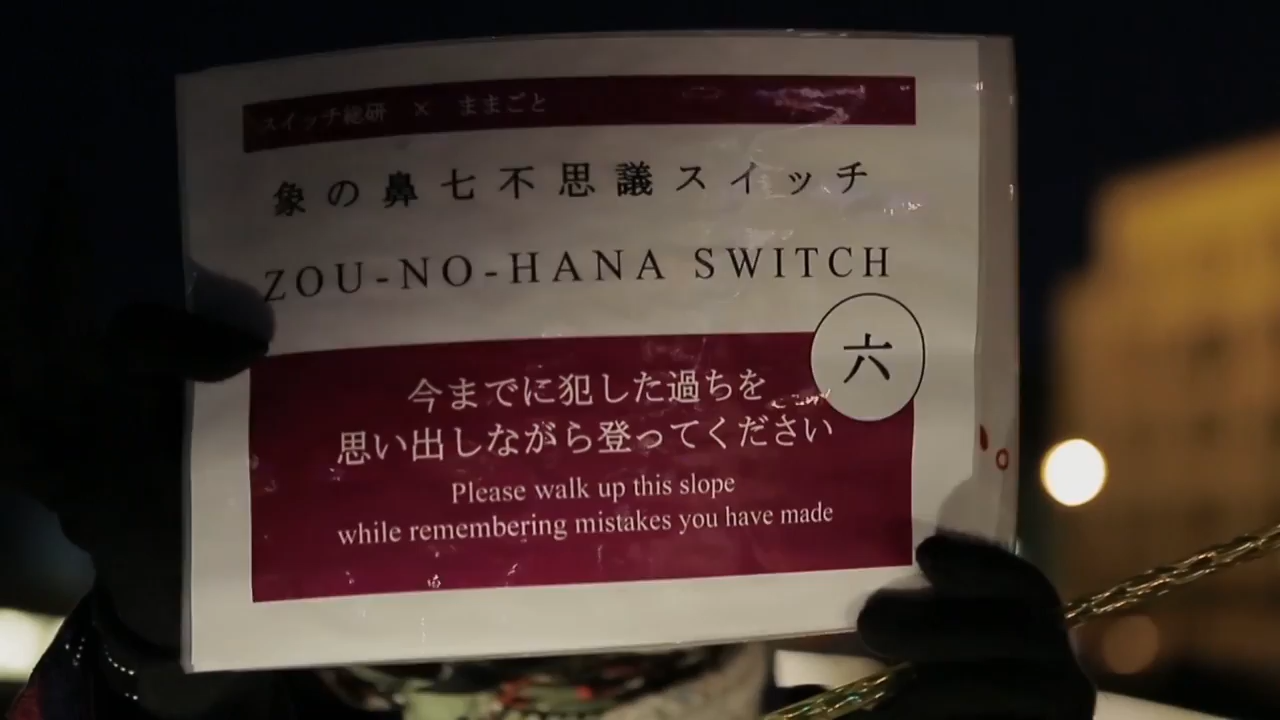 スイッチ総研 × ままごと
象の鼻七不思議スイッチ
ZOU-NO-HANA SWITCH
六
今までに犯した過ちを
思い出しながら登ってください
Please walk up this slope
while remembering mistakes you have made